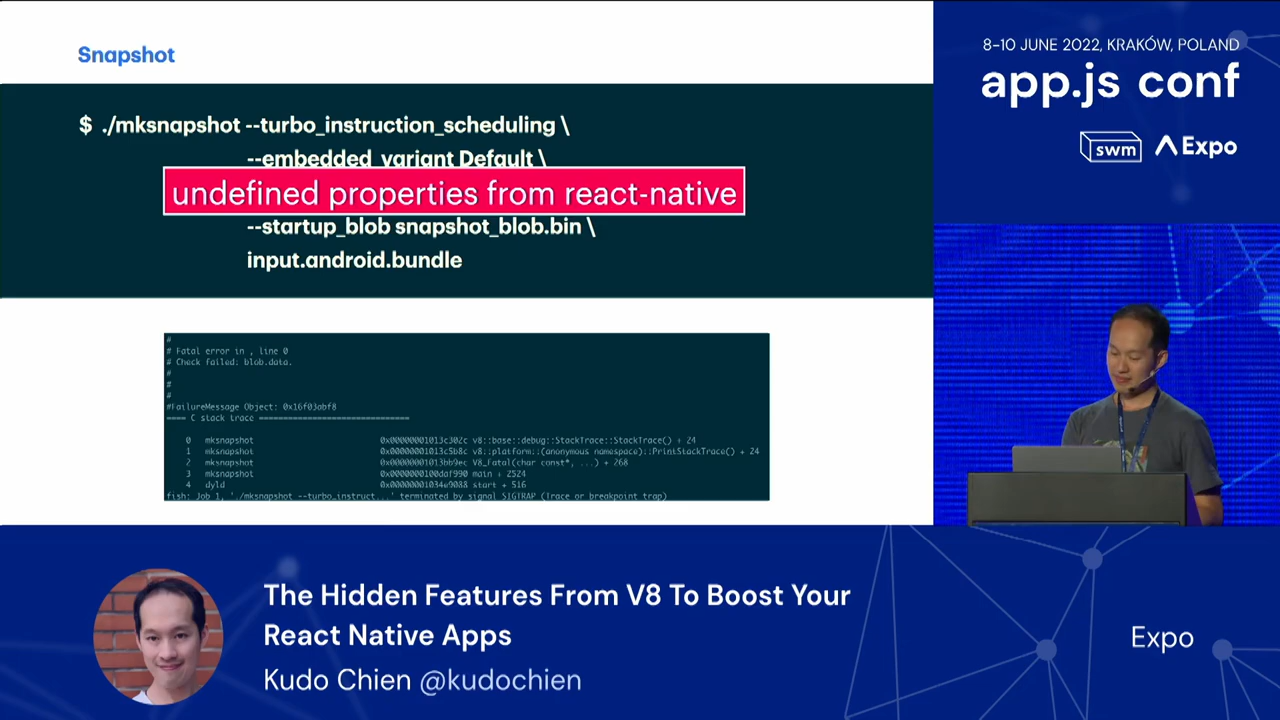 Snapshot
$ ./mksnapshot --turbo_instruction_scheduling \
--embedded_variant Default \
undefined properties from react-native
--startup_blob snapshot_blob.bin \
input.android.bundle
#
# Fatal error in , line 0
# Check failed: blob.data.
#
#
#
#FailureMessage Object: 0x16f03abf8
==== C stack trace ===============================
0 mksnapshot 0x00000001013c302c v8::base::debug::StackTrace::StackTrace() + 24
1 mksnapshot 0x00000001013c5b8c v8::platform::(anonymous namespace)::PrintStackTrace() + 24
2 mksnapshot 0x00000001013bb9ec V8_Fatal(char const*, ...) + 268
3 mksnapshot 0x0000000100daf990 main + 2524
4 dyld 0x00000001034e9088 start + 516
fish: Job 1, './mksnapshot --turbo_instruct...' terminated by signal SIGTRAP (Trace or breakpoint trap)
8–10 JUNE 2022, KRAKÓW, POLAND
app.js conf
swm Expo
The Hidden Features From V8 To Boost Your
React Native Apps
Kudo Chien @kudochien
Expo